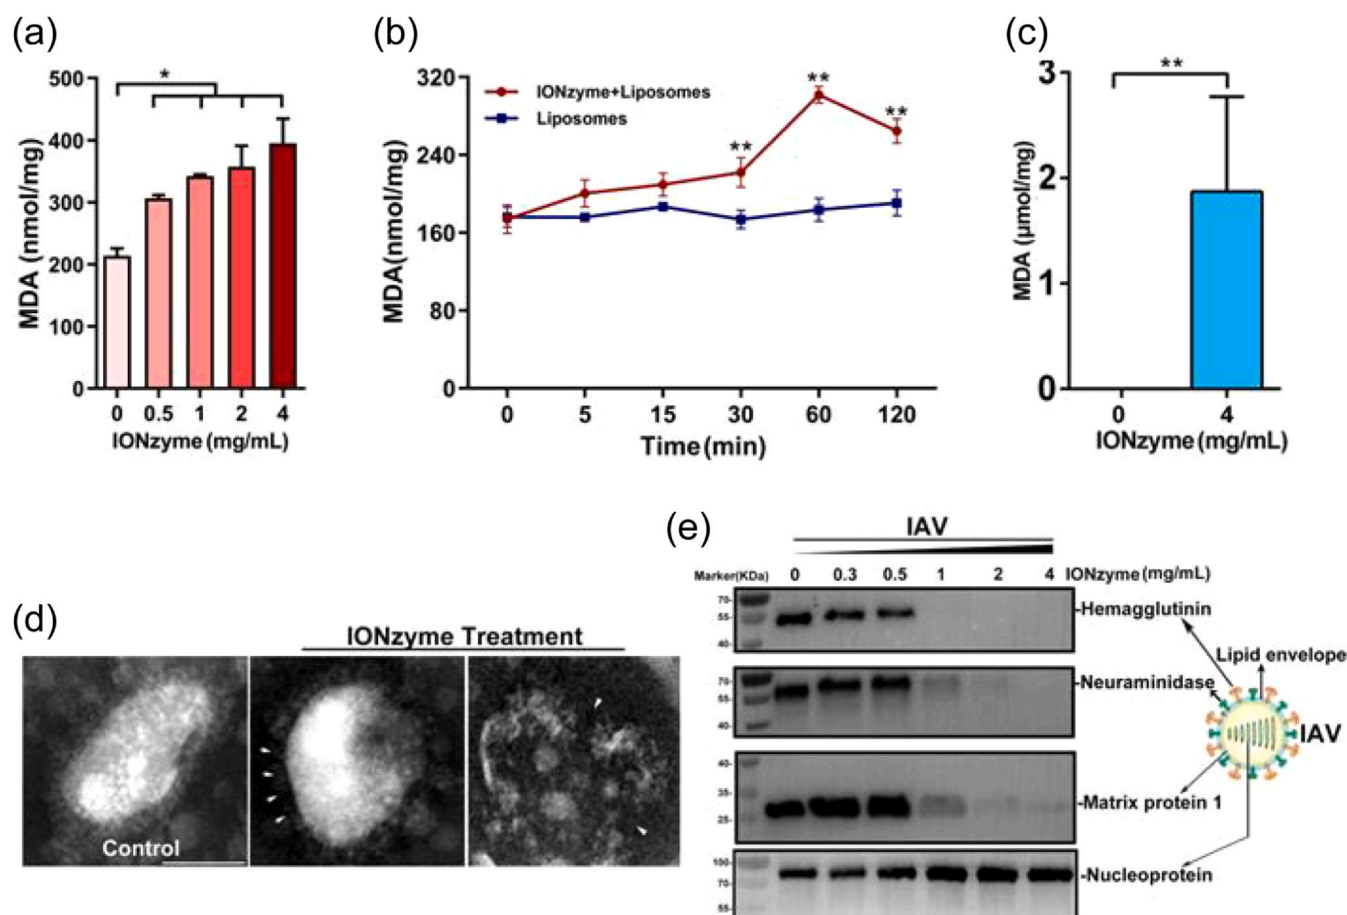 (a)
500
400
300
200
100
0
MDA (nmol/mg)
*
0 0.5 1 2 4
IONzyme (mg/mL)
(b)
320
240
160
80
0
MDA(nmol/mg)
IONzyme+Liposomes
Liposomes
**
**
**
0 5 15 30 60 120
Time (min)
(c)
3
2
1
0
MDA (μmol/mg)
**
0 4
IONzyme (mg/mL)
(d)
IONzyme Treatment
Control
(e)
IAV
Marker(KDa) 0 0.3 0.5 1 2 4 IONzyme (mg/mL)
70-
55-
40-
-Hemagglutinin
70-
55-
40-
-Neuraminidase
40-
35-
25-
-Matrix protein 1
100-
70-
55-
-Nucleoprotein
Lipid envelope
IAV